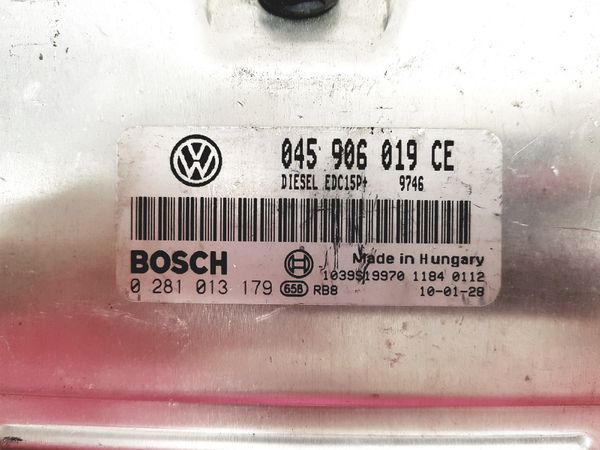 045 906 019 CE
DIESEL EDC15P+ 9746
BOSCH Made in Hungary
1039S19970 1184 0112
0 281 013 179 658 RB8 10-01-28